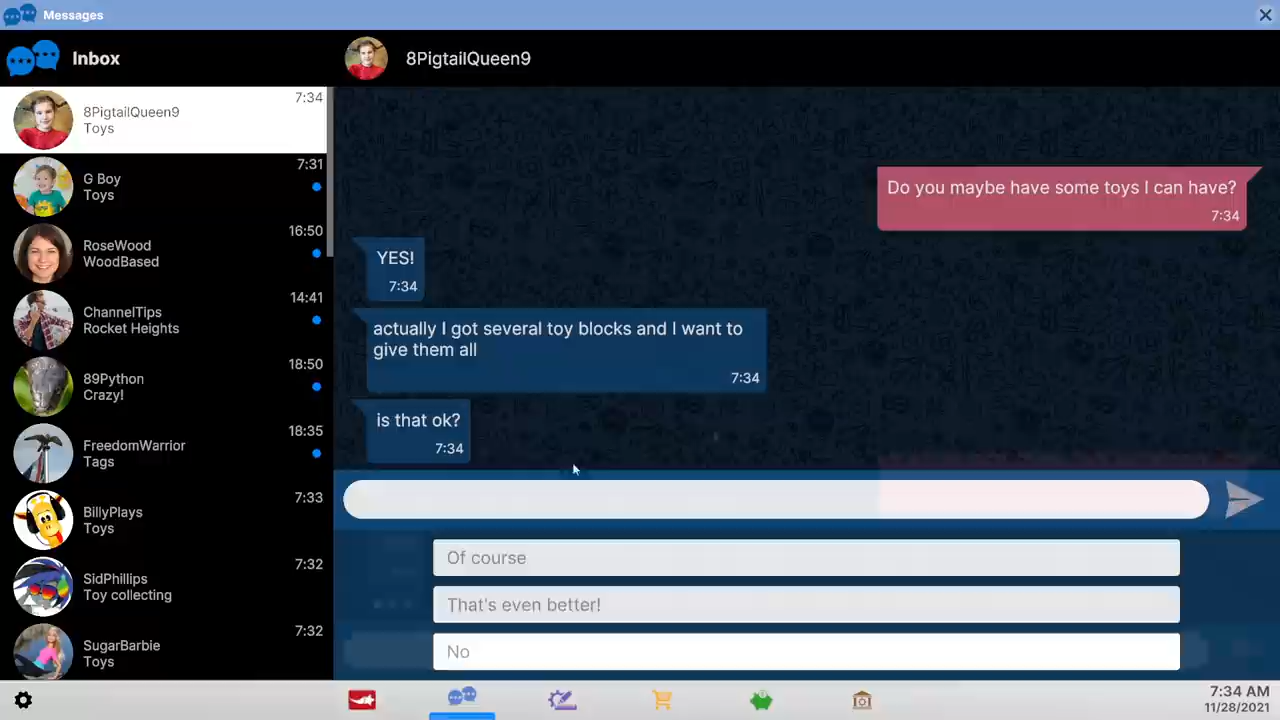 Messages
Inbox
8PigtailQueen9
7:34
8PigtailQueen9
Toys
7:31
G Boy
Toys
16:50
RoseWood
WoodBased
14:41
ChannelTips
Rocket Heights
18:50
89Python
Crazy!
18:35
FreedomWarrior
Tags
7:33
BillyPlays
Toys
7:32
SidPhillips
Toy collecting
7:32
SugarBarbie
Toys
Do you maybe have some toys I can have?
7:34
YES!
7:34
actually I got several toy blocks and I want to
give them all
7:34
is that ok?
7:34
Of course
That's even better!
No
7:34 AM
11/28/2021